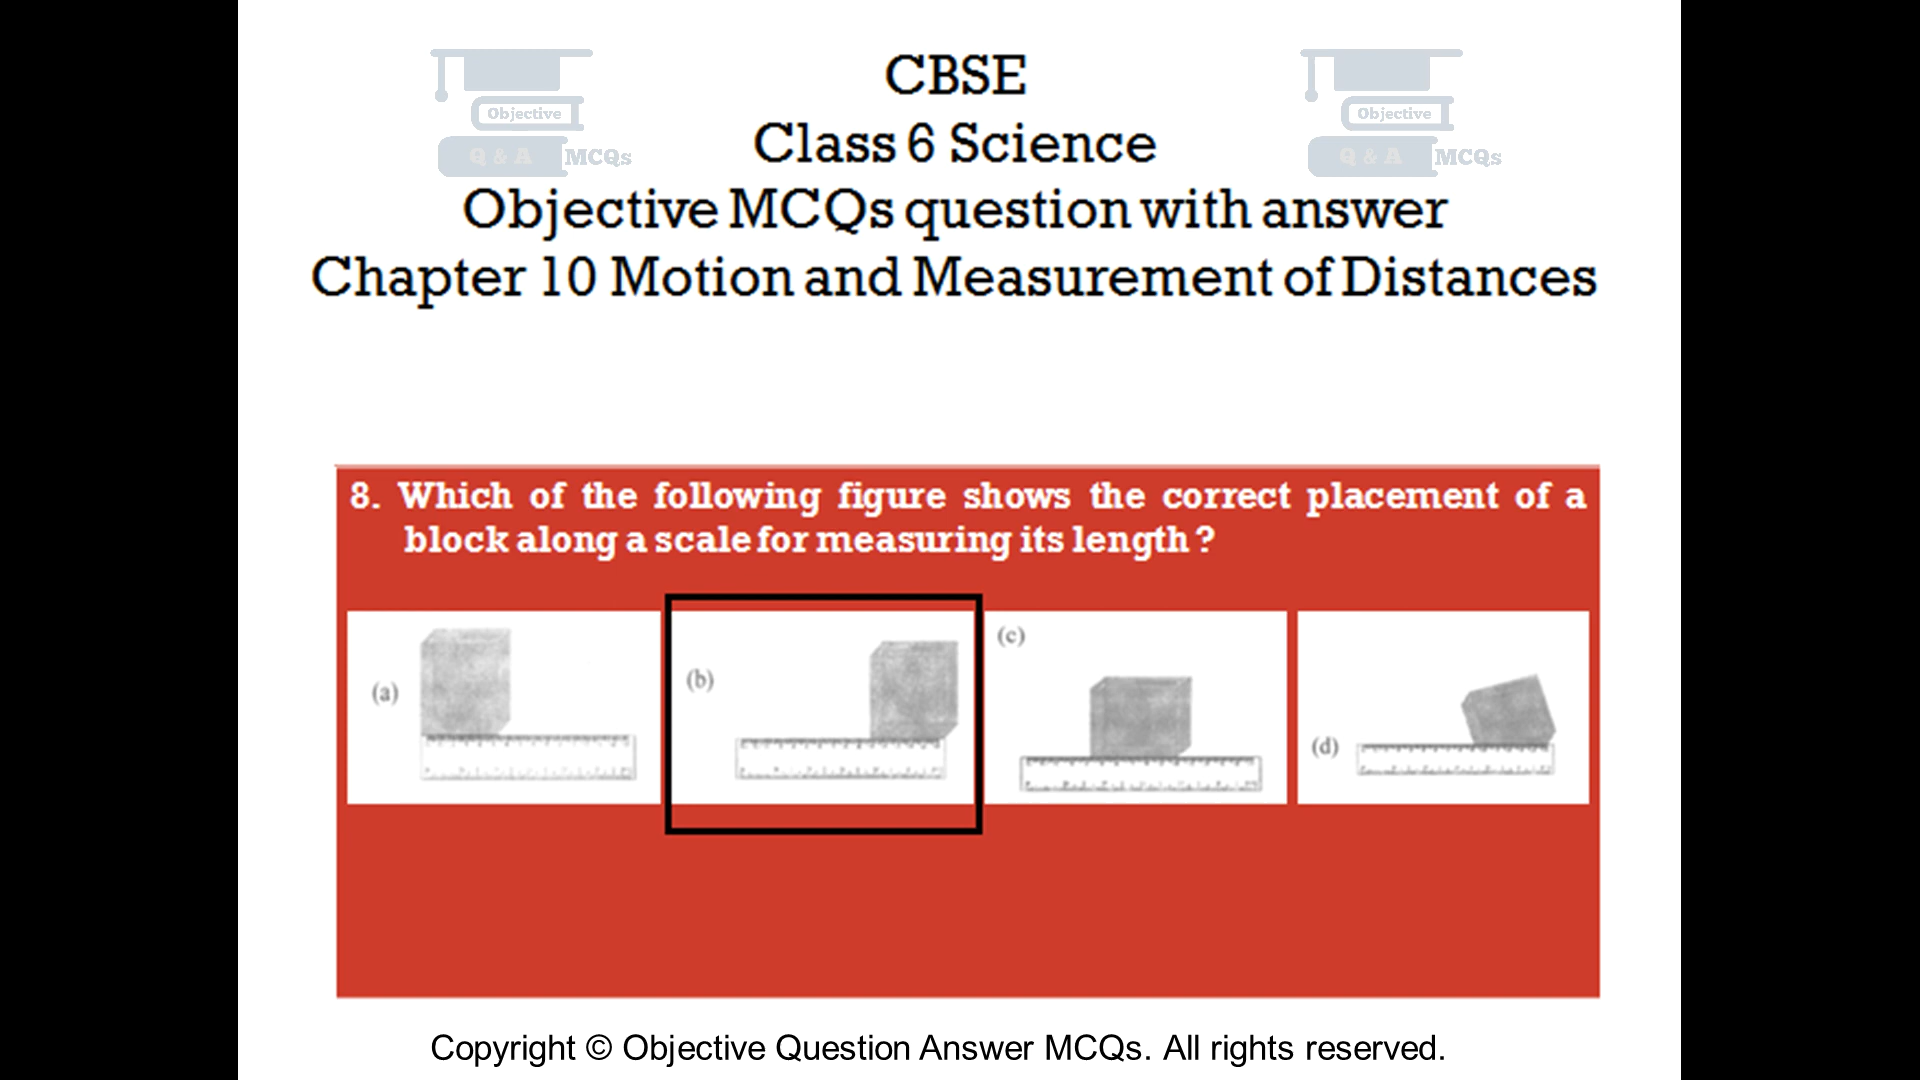 CBSE
Class 6 Science
Objective MCQs question with answer
Chapter 10 Motion and Measurement of Distances
Objective
Q & A MCQs
Objective
Q & A MCQs
8. Which of the following figure shows the correct placement of a
block along a scale for measuring its length ?
(a)
(b)
(c)
(d)
Copyright © Objective Question Answer MCQs. All rights reserved.